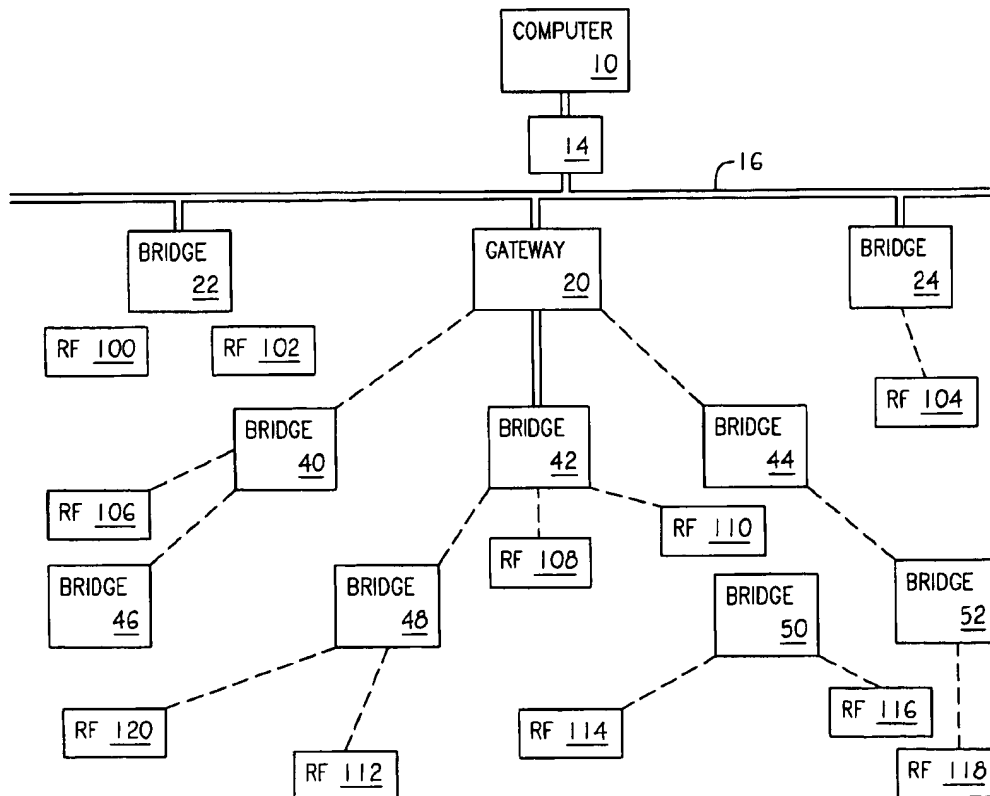 COMPUTER
10
14
16
BRIDGE
22
GATEWAY
20
BRIDGE
24
RF 100
RF 102
RF 104
BRIDGE
40
BRIDGE
42
BRIDGE
44
RF 106
RF 108
RF 110
BRIDGE
46
BRIDGE
48
BRIDGE
50
BRIDGE
52
RF 120
RF 112
RF 114
RF 116
RF 118